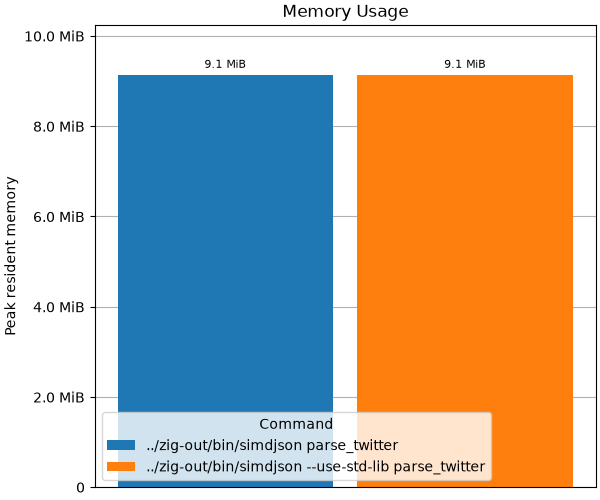 Memory Usage
10.0 MiB
8.0 MiB
6.0 MiB
4.0 MiB
2.0 MiB
0
Peak resident memory
9.1 MiB
9.1 MiB
Command
../zig-out/bin/simdjson parse_twitter
../zig-out/bin/simdjson --use-std-lib parse_twitter